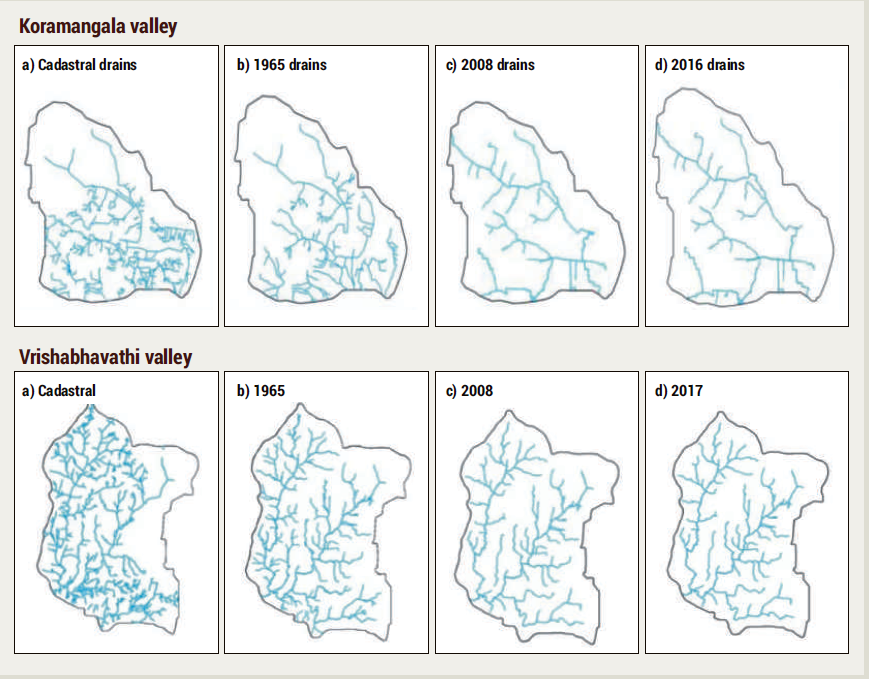 Koramangala valley
a) Cadastral drains
b) 1965 drains
c) 2008 drains
d) 2016 drains
Vrishabhavathi valley
a) Cadastral
b) 1965
c) 2008
d) 2017